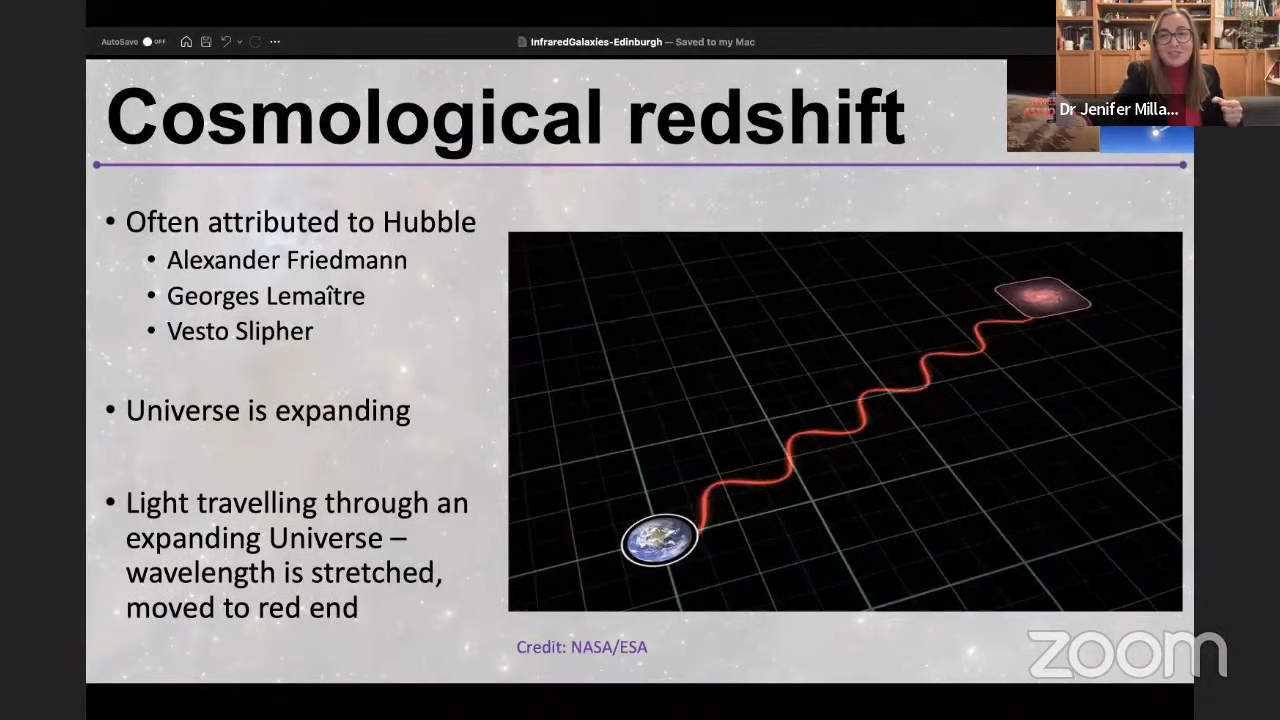 AutoSave OFF
InfraredGalaxies-Edinburgh — Saved to my Mac
Dr Jenifer Milla...
Cosmological redshift
• Often attributed to Hubble
• Alexander Friedmann
• Georges Lemaître
• Vesto Slipher
• Universe is expanding
• Light travelling through an
expanding Universe –
wavelength is stretched,
moved to red end
Credit: NASA/ESA
zoom